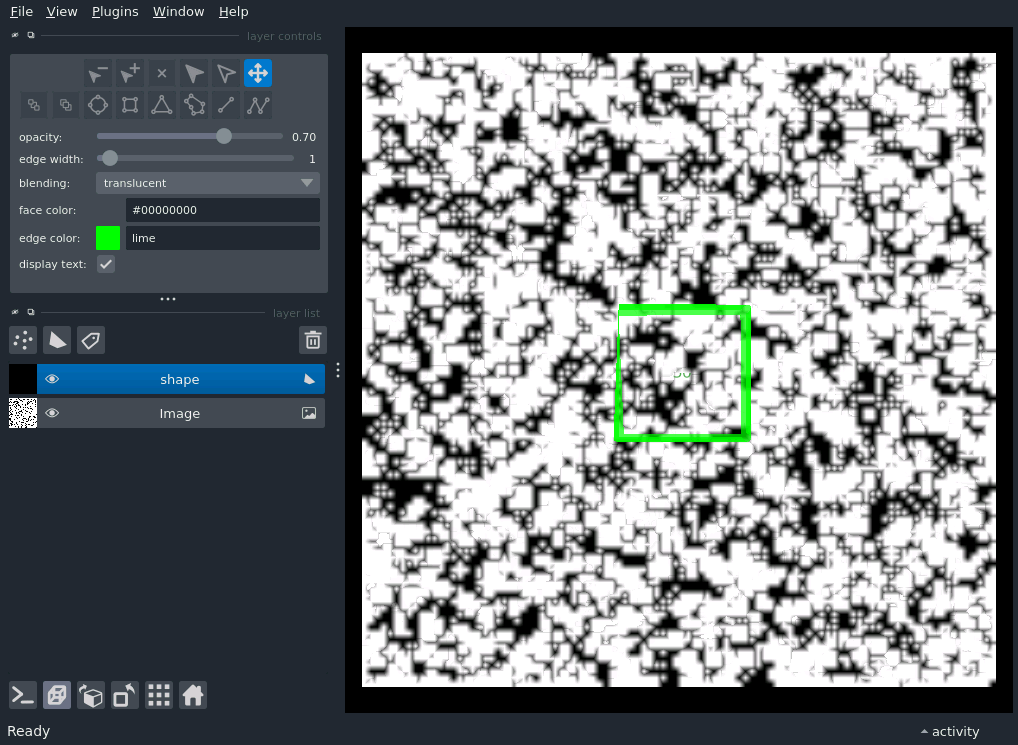 File View Plugins Window Help
layer controls
opacity: 0.70
edge width: 1
blending: translucent
face color: #00000000
edge color: lime
display text:
layer list
shape
Image
Ready
activity